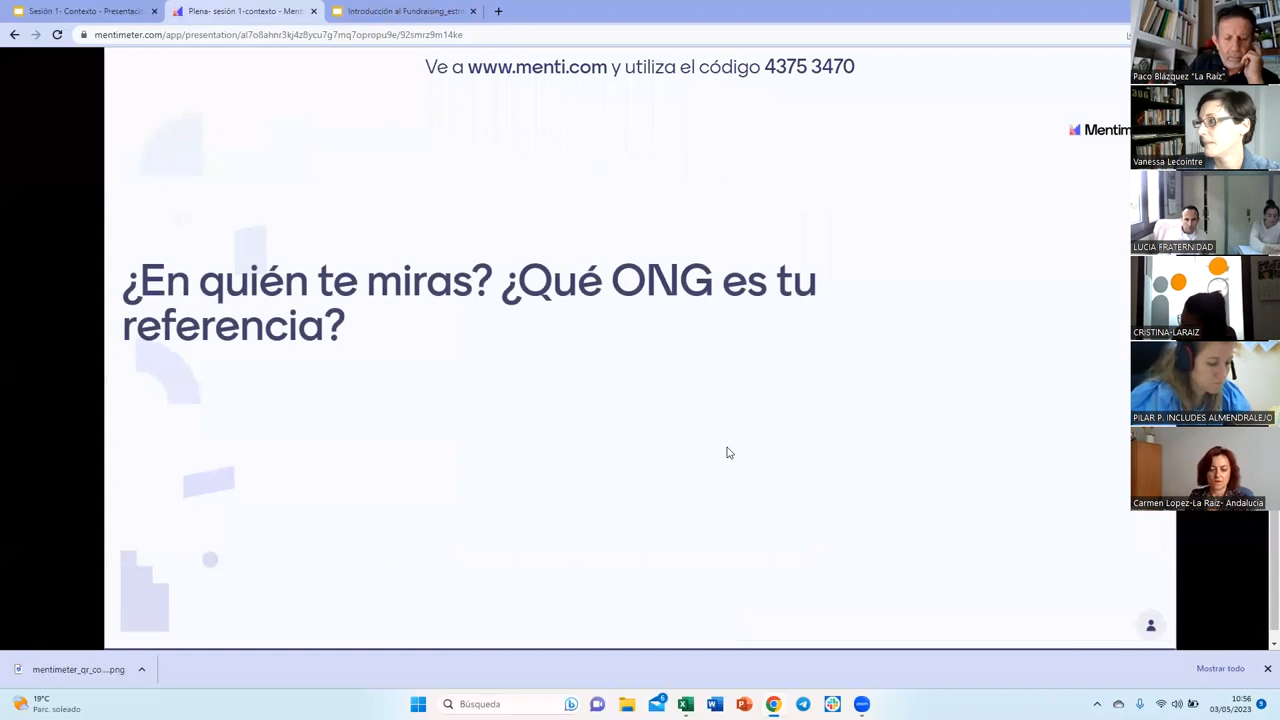 Sesión 1- Contexto - Presentacio
Plena- sesión 1-contexto - Menti
Introducción al Fundraising_estr
mentimeter.com/app/presentation/al7o8ahnr3kj4z8ycu7g7mq7opropu9e/92smrz9m14ke
Ve a www.menti.com y utiliza el código 4375 3470
Mentim
¿En quién te miras? ¿Qué ONG es tu
referencia?
Paco Blázquez "La Raíz"
Vanessa Lecointre
LUCIA FRATERNIDAD
CRISTINA-LARAIZ
PILAR P. INCLUDES ALMENDRALEJO
Carmen Lopez-La Raíz- Andalucia
mentimeter_qr_co....png
Mostrar todo
19°C
Parc. soleado
Búsqueda
10:56
03/05/2023